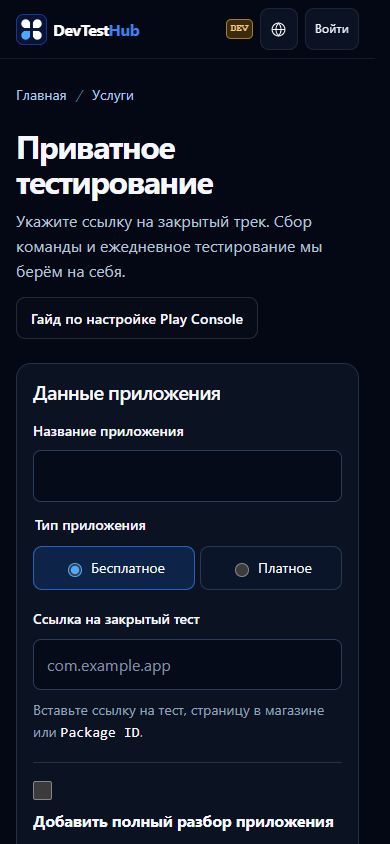 DevTestHub
DEV
Войти
Главная / Услуги
Приватное
тестирование
Укажите ссылку на закрытый трек. Сбор
команды и ежедневное тестирование мы
берём на себя.
Гайд по настройке Play Console
Данные приложения
Название приложения
Тип приложения
Бесплатное
Платное
Ссылка на закрытый тест
com.example.app
Вставьте ссылку на тест, страницу в магазине
или Package ID.
Добавить полный разбор приложения